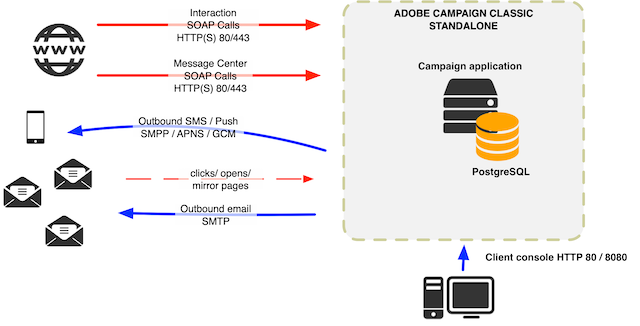 Interaction
SOAP Calls
HTTP(S) 80/443
ADOBE CAMPAIGN CLASSIC
STANDALONE
WWW
Message Center
SOAP Calls
HTTP(S) 80/443
Campaign application
Outbound SMS / Push
SMPP / APNS / GCM
PostgreSQL
clicks/ opens/
mirror pages
Outbound email
SMTP
Client console HTTP 80 / 8080